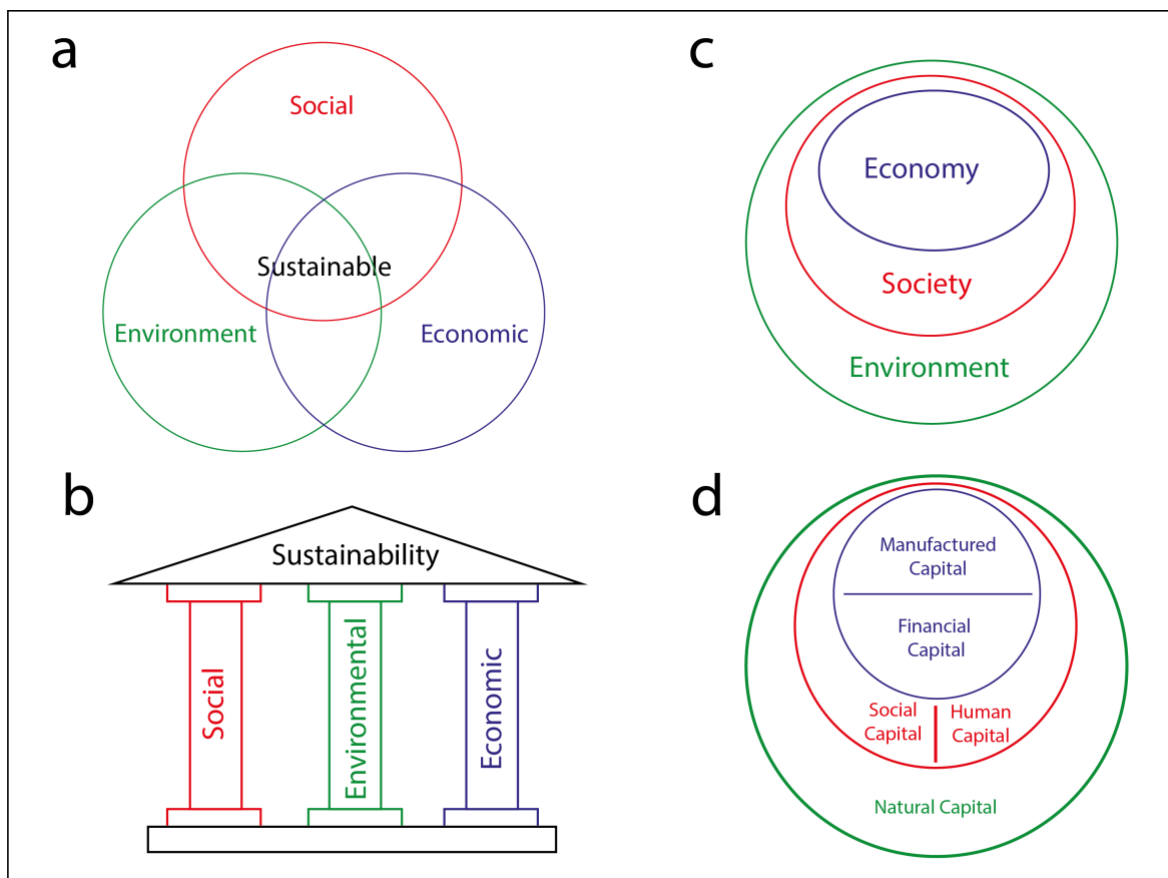 a
Social
Sustainable
Environment
Economic
b
Sustainability
Social
Environmental
Economic
c
Economy
Society
Environment
d
Manufactured
Capital
Financial
Capital
Social
Capital
Human
Capital
Natural Capital